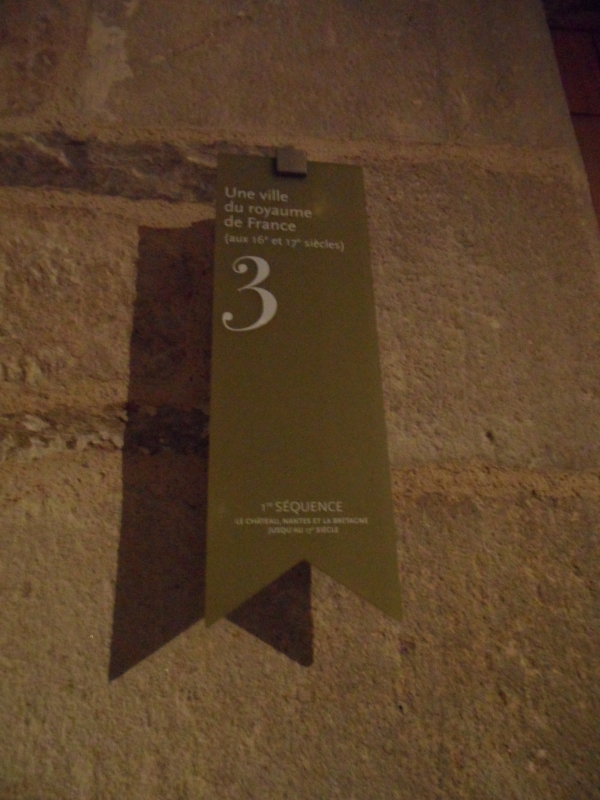 Une ville
du royaume
de France
(aux 16e et 17e siècles)
3
1re SÉQUENCE
LE CHÂTEAU, NANTES ET LA BRETAGNE
JUSQU'AU 17e SIÈCLE